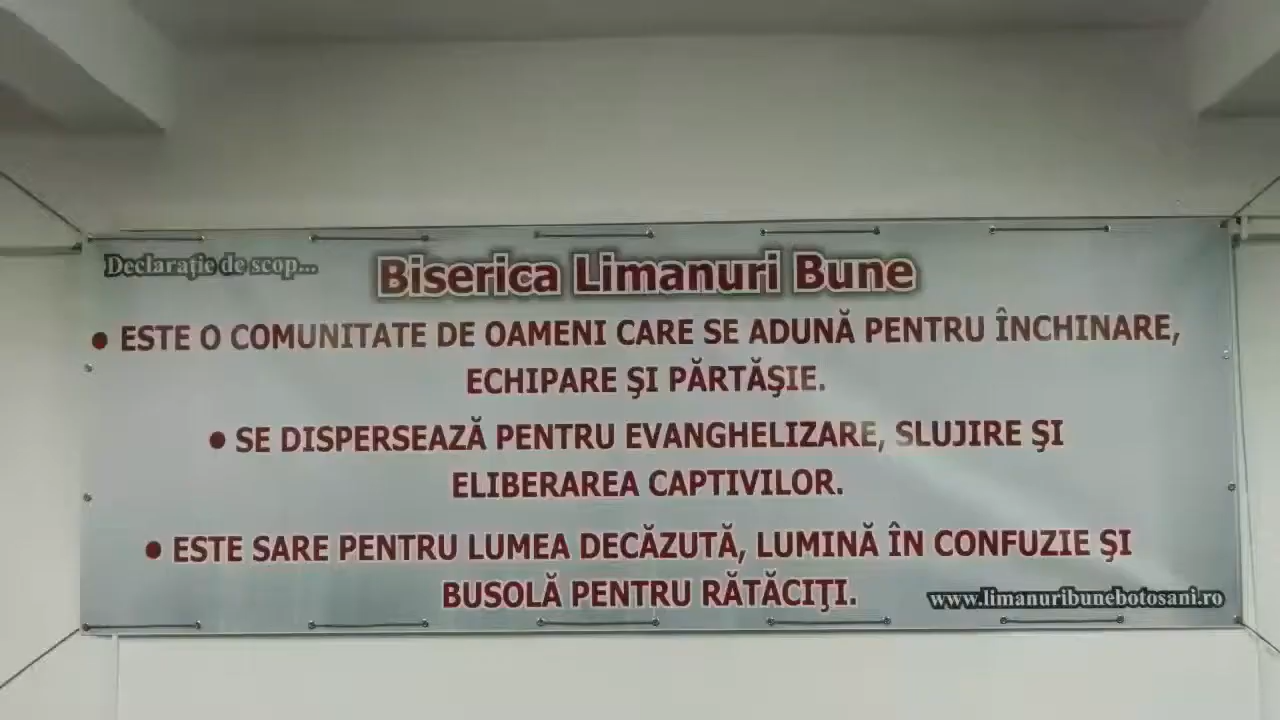 Declaraţie de scop...
Biserica Limanuri Bune
● ESTE O COMUNITATE DE OAMENI CARE SE ADUNĂ PENTRU ÎNCHINARE,
ECHIPARE ŞI PĂRTĂŞIE.
● SE DISPERSEAZĂ PENTRU EVANGHELIZARE, SLUJIRE ŞI
ELIBERAREA CAPTIVILOR.
● ESTE SARE PENTRU LUMEA DECĂZUTĂ, LUMINĂ ÎN CONFUZIE ŞI
BUSOLĂ PENTRU RĂTĂCIŢI.
www.limanuribunebotosani.ro